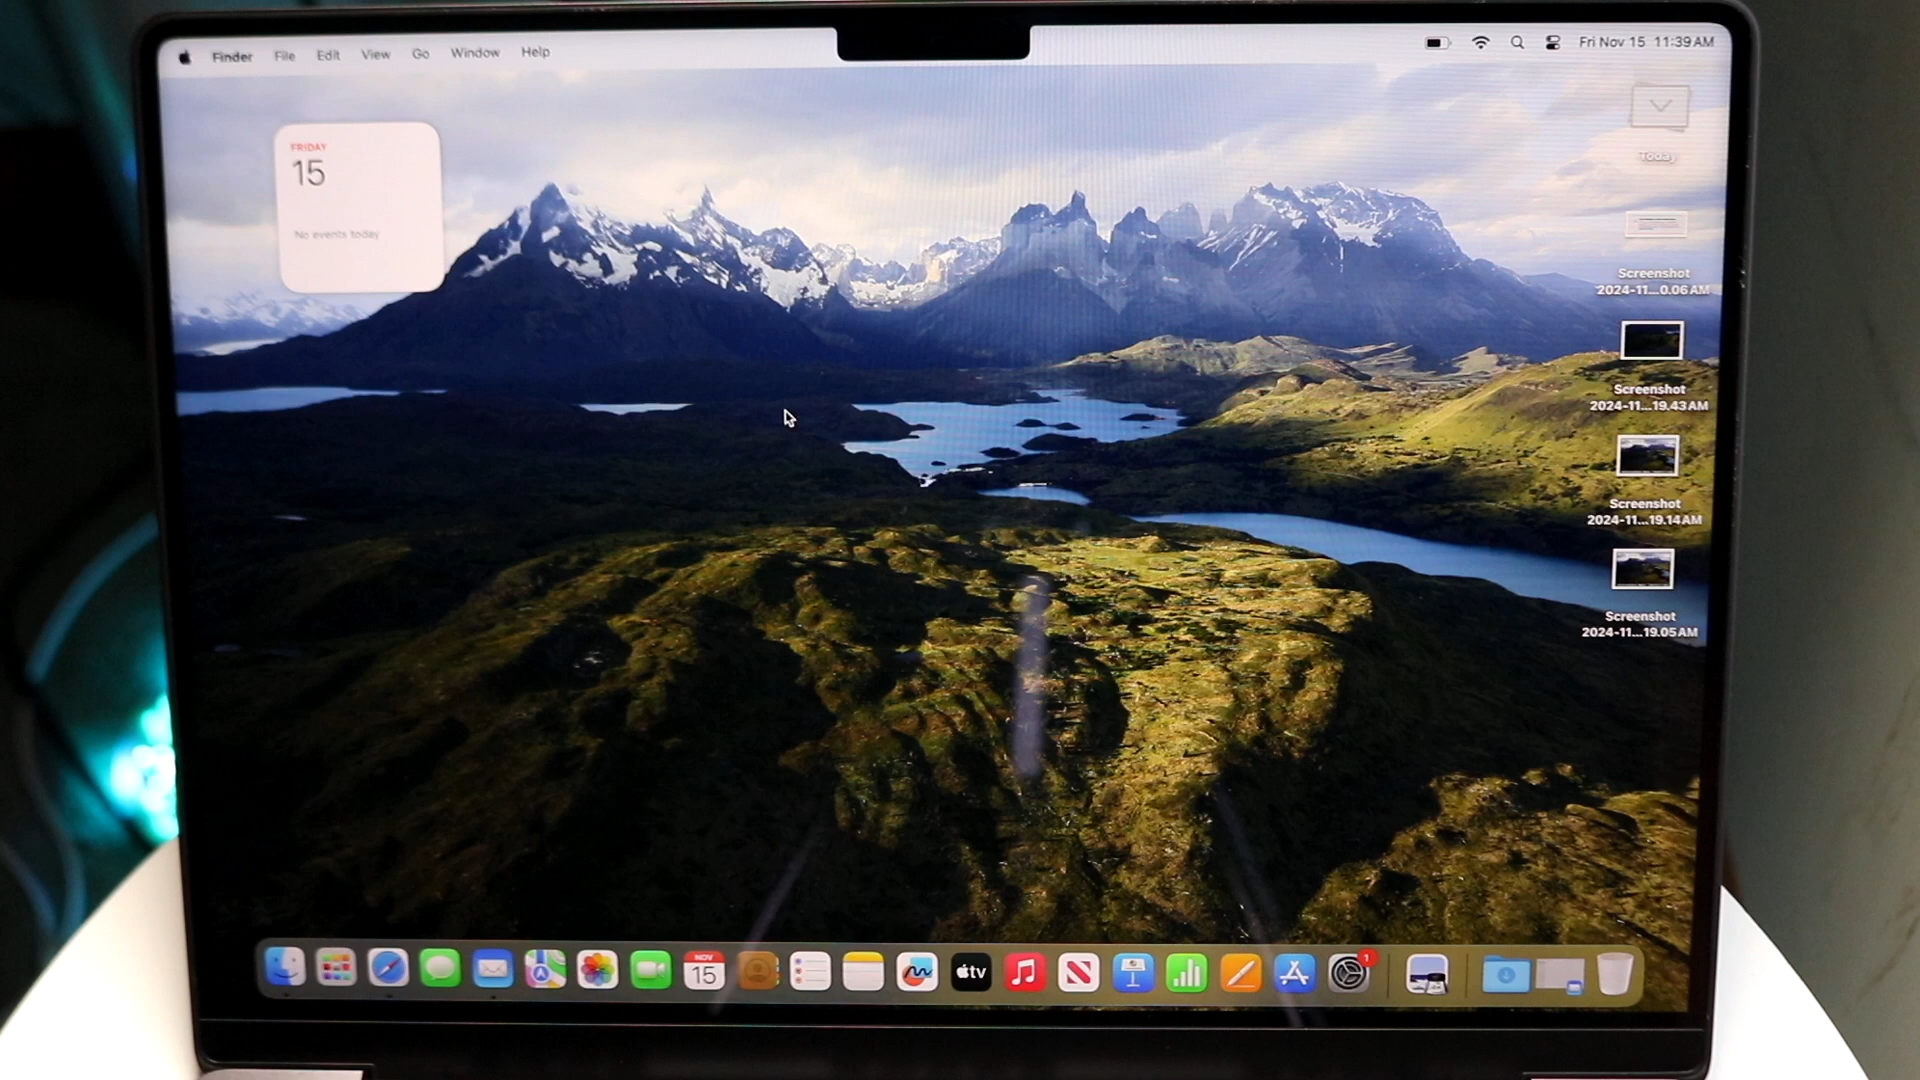 Finder File Edit View Go Window Help
Fri Nov 15 11:39 AM
FRIDAY
15
No events today
Today
Screenshot
2024-11...0.06 AM
Screenshot
2024-11...19.43 AM
Screenshot
2024-11...19.14 AM
Screenshot
2024-11...19.05 AM
NOV
15
tv
1